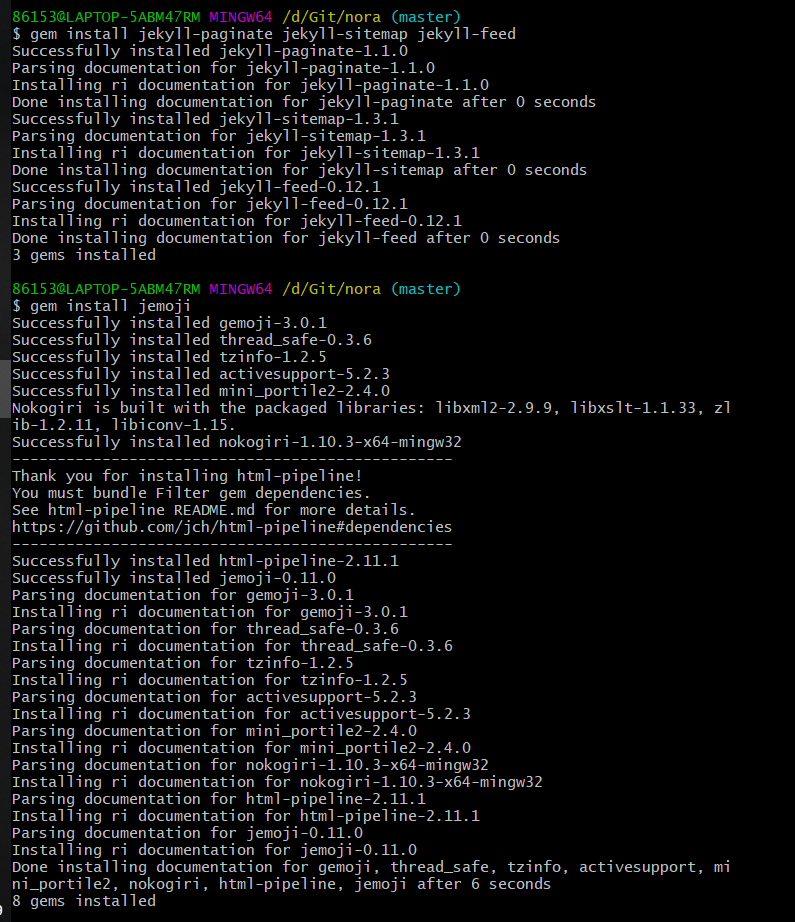 86153@LAPTOP-5ABM47RM MINGW64 /d/Git/nora (master)
$ gem install jekyll-paginate jekyll-sitemap jekyll-feed
Successfully installed jekyll-paginate-1.1.0
Parsing documentation for jekyll-paginate-1.1.0
Installing ri documentation for jekyll-paginate-1.1.0
Done installing documentation for jekyll-paginate after 0 seconds
Successfully installed jekyll-sitemap-1.3.1
Parsing documentation for jekyll-sitemap-1.3.1
Installing ri documentation for jekyll-sitemap-1.3.1
Done installing documentation for jekyll-sitemap after 0 seconds
Successfully installed jekyll-feed-0.12.1
Parsing documentation for jekyll-feed-0.12.1
Installing ri documentation for jekyll-feed-0.12.1
Done installing documentation for jekyll-feed after 0 seconds
3 gems installed
86153@LAPTOP-5ABM47RM MINGW64 /d/Git/nora (master)
$ gem install jemoji
Successfully installed gemoji-3.0.1
Successfully installed thread_safe-0.3.6
Successfully installed tzinfo-1.2.5
Successfully installed activesupport-5.2.3
Successfully installed mini_portile2-2.4.0
Nokogiri is built with the packaged libraries: libxml2-2.9.9, libxslt-1.1.33, zl
ib-1.2.11, libiconv-1.15.
Successfully installed nokogiri-1.10.3-x64-mingw32
-------------------------------------------------
Thank you for installing html-pipeline!
You must bundle Filter gem dependencies.
See html-pipeline README.md for more details.
https://github.com/jch/html-pipeline#dependencies
-------------------------------------------------
Successfully installed html-pipeline-2.11.1
Successfully installed jemoji-0.11.0
Parsing documentation for gemoji-3.0.1
Installing ri documentation for gemoji-3.0.1
Parsing documentation for thread_safe-0.3.6
Installing ri documentation for thread_safe-0.3.6
Parsing documentation for tzinfo-1.2.5
Installing ri documentation for tzinfo-1.2.5
Parsing documentation for activesupport-5.2.3
Installing ri documentation for activesupport-5.2.3
Parsing documentation for mini_portile2-2.4.0
Installing ri documentation for mini_portile2-2.4.0
Parsing documentation for nokogiri-1.10.3-x64-mingw32
Installing ri documentation for nokogiri-1.10.3-x64-mingw32
Parsing documentation for html-pipeline-2.11.1
Installing ri documentation for html-pipeline-2.11.1
Parsing documentation for jemoji-0.11.0
Installing ri documentation for jemoji-0.11.0
Done installing documentation for gemoji, thread_safe, tzinfo, activesupport, mi
ni_portile2, nokogiri, html-pipeline, jemoji after 6 seconds
8 gems installed